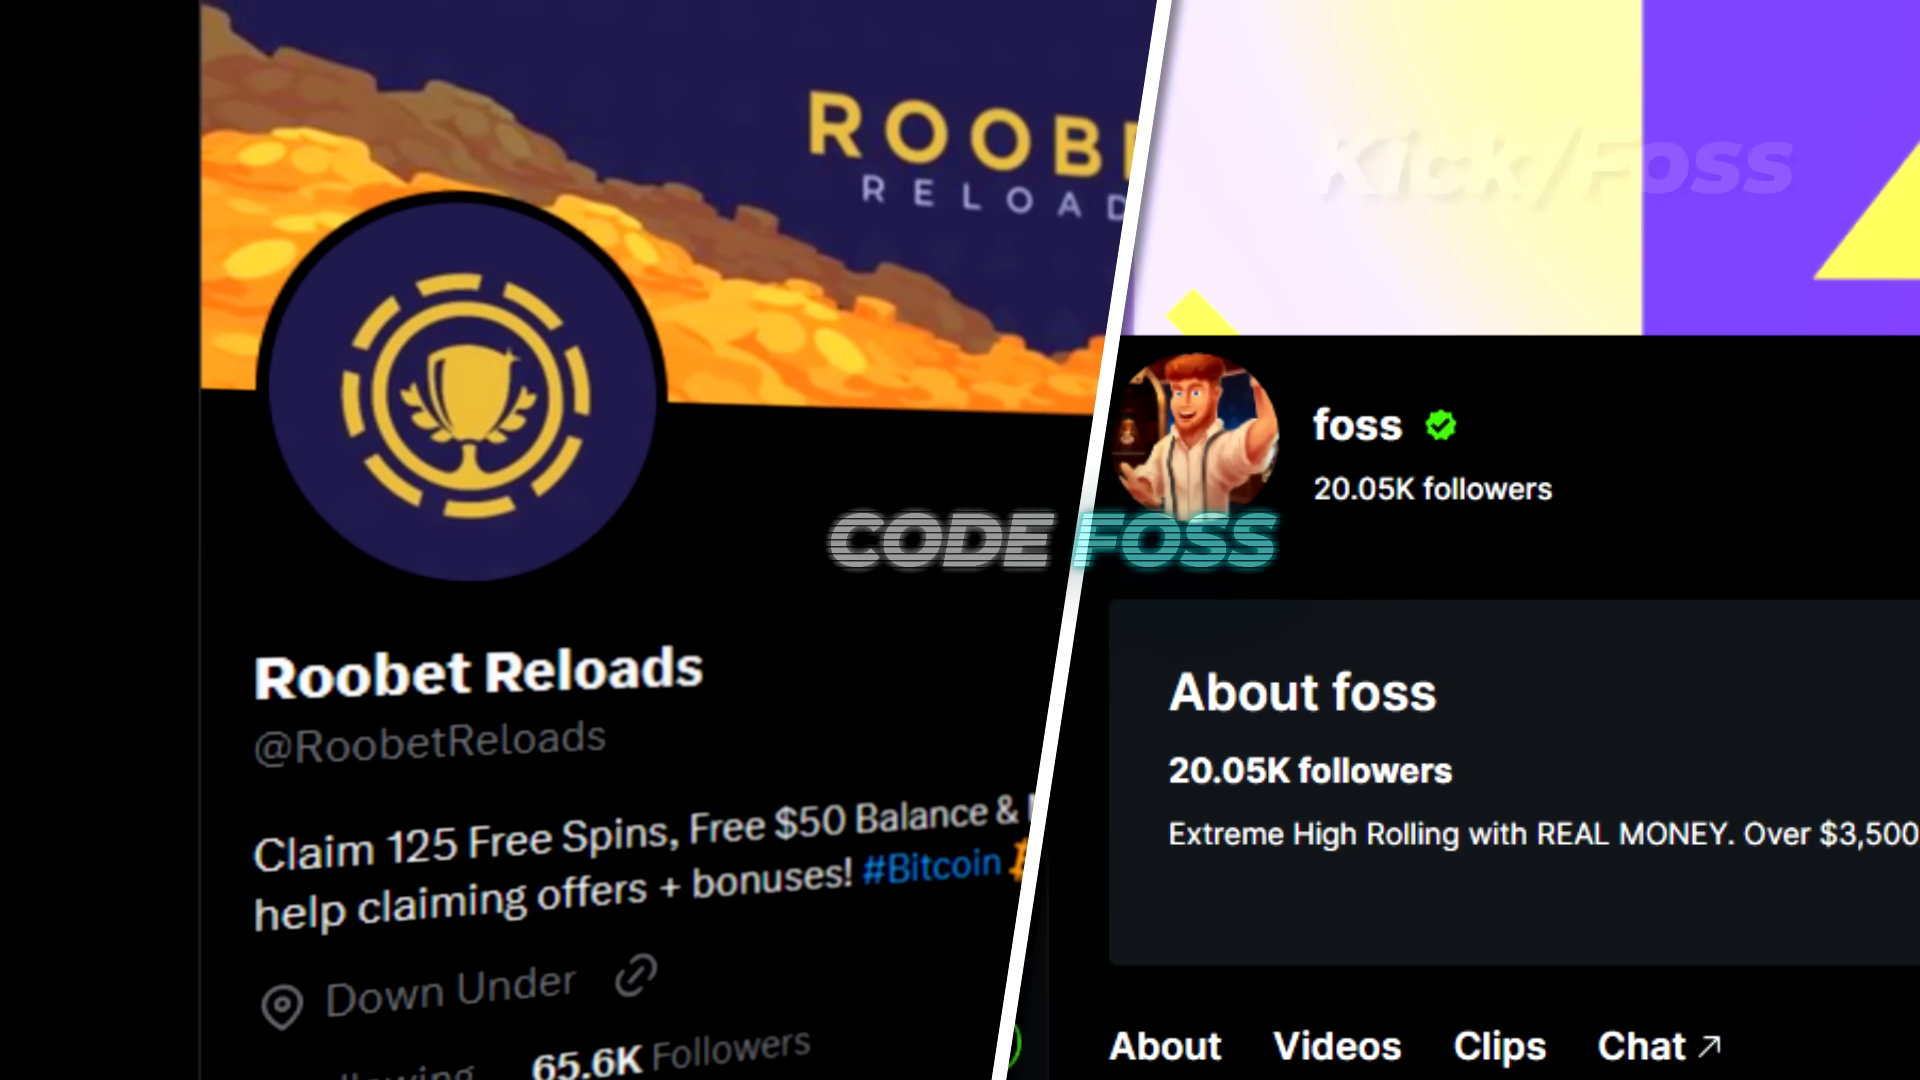 ROOB
RELOAD
Roobet Reloads
@RoobetReloads
Claim 125 Free Spins, Free $50 Balance &
help claiming offers + bonuses! #Bitcoin
Down Under
65.6K Followers
CODE FOSS
Kick/Foss
foss
20.05K followers
About foss
20.05K followers
Extreme High Rolling with REAL MONEY. Over $3,500
About Videos Clips Chat